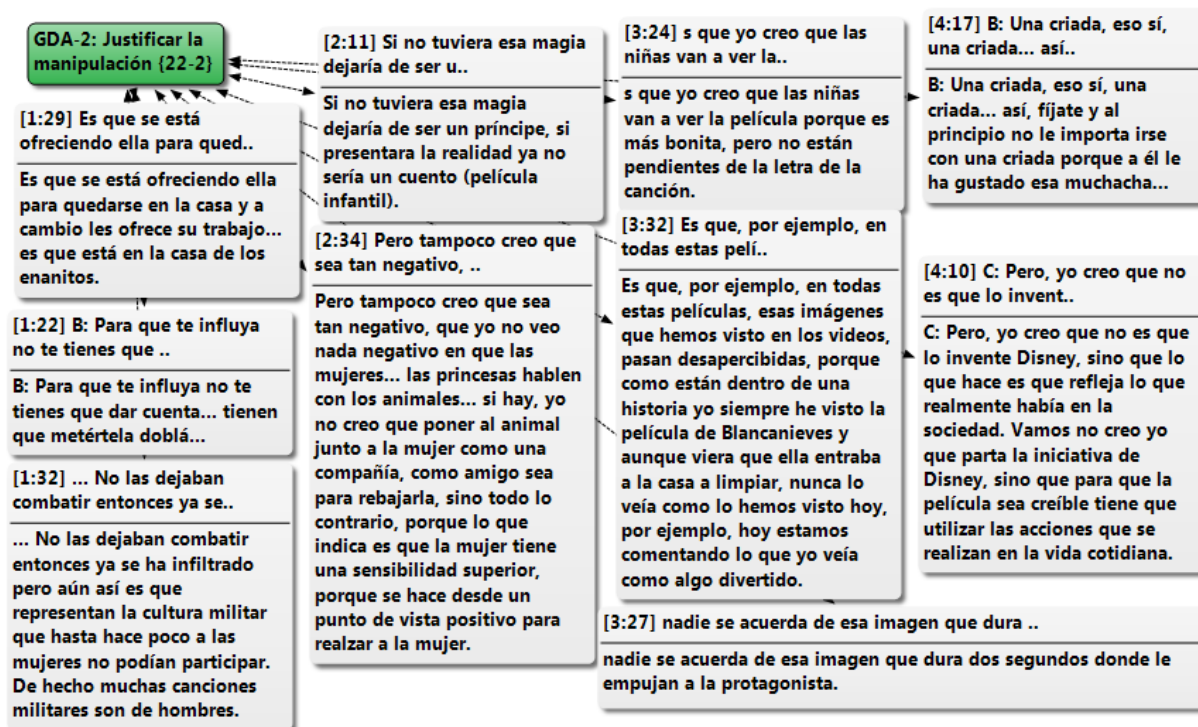 GDA-2: Justificar la
manipulación {22-2}
[1:29] Es que se está
ofreciendo ella para qued..
Es que se está ofreciendo ella
para quedarse en la casa y a
cambio les ofrece su trabajo...
es que está en la casa de los
enanitos.
[1:22] B: Para que te influya
no te tienes que ..
B: Para que te influya no te
tienes que dar cuenta... tienen
que metértela doblá...
[1:32] ... No las dejaban
combatir entonces ya se..
... No las dejaban combatir
entonces ya se ha infiltrado
pero aún así es que
representan la cultura militar
que hasta hace poco a las
mujeres no podían participar.
De hecho muchas canciones
militares son de hombres.
[2:11] Si no tuviera esa magia
dejaría de ser u..
Si no tuviera esa magia
dejaría de ser un príncipe, si
presentara la realidad ya no
sería un cuento (película
infantil).
[2:34] Pero tampoco creo que
sea tan negativo, ..
Pero tampoco creo que sea
tan negativo, que yo no veo
nada negativo en que las
mujeres... las princesas hablen
con los animales... si hay, yo
no creo que poner al animal
junto a la mujer como una
compañía, como amigo sea
para rebajarla, sino todo lo
contrario, porque lo que
indica es que la mujer tiene
una sensibilidad superior,
porque se hace desde un
punto de vista positivo para
realzar a la mujer.
[3:24] s que yo creo que las
niñas van a ver la..
s que yo creo que las niñas
van a ver la película porque es
más bonita, pero no están
pendientes de la letra de la
canción.
[3:32] Es que, por ejemplo, en
todas estas pelí..
Es que, por ejemplo, en todas
estas películas, esas imágenes
que hemos visto en los videos,
pasan desapercibidas, porque
como están dentro de una
historia yo siempre he visto la
película de Blancanieves y
aunque viera que ella entraba
a la casa a limpiar, nunca lo
veía como lo hemos visto hoy,
por ejemplo, hoy estamos
comentando lo que yo veía
como algo divertido.
[3:27] nadie se acuerda de esa imagen que dura ..
nadie se acuerda de esa imagen que dura dos segundos donde le
empujan a la protagonista.
[4:17] B: Una criada, eso sí,
una criada... así..
B: Una criada, eso sí, una
criada... así, fíjate y al
principio no le importa irse
con una criada porque a él le
ha gustado esa muchacha...
[4:10] C: Pero, yo creo que no
es que lo invent..
C: Pero, yo creo que no es que
lo invente Disney, sino que lo
que hace es que refleja lo que
realmente había en la
sociedad. Vamos no creo yo
que parta la iniciativa de
Disney, sino que para que la
película sea creíble tiene que
utilizar las acciones que se
realizan en la vida cotidiana.